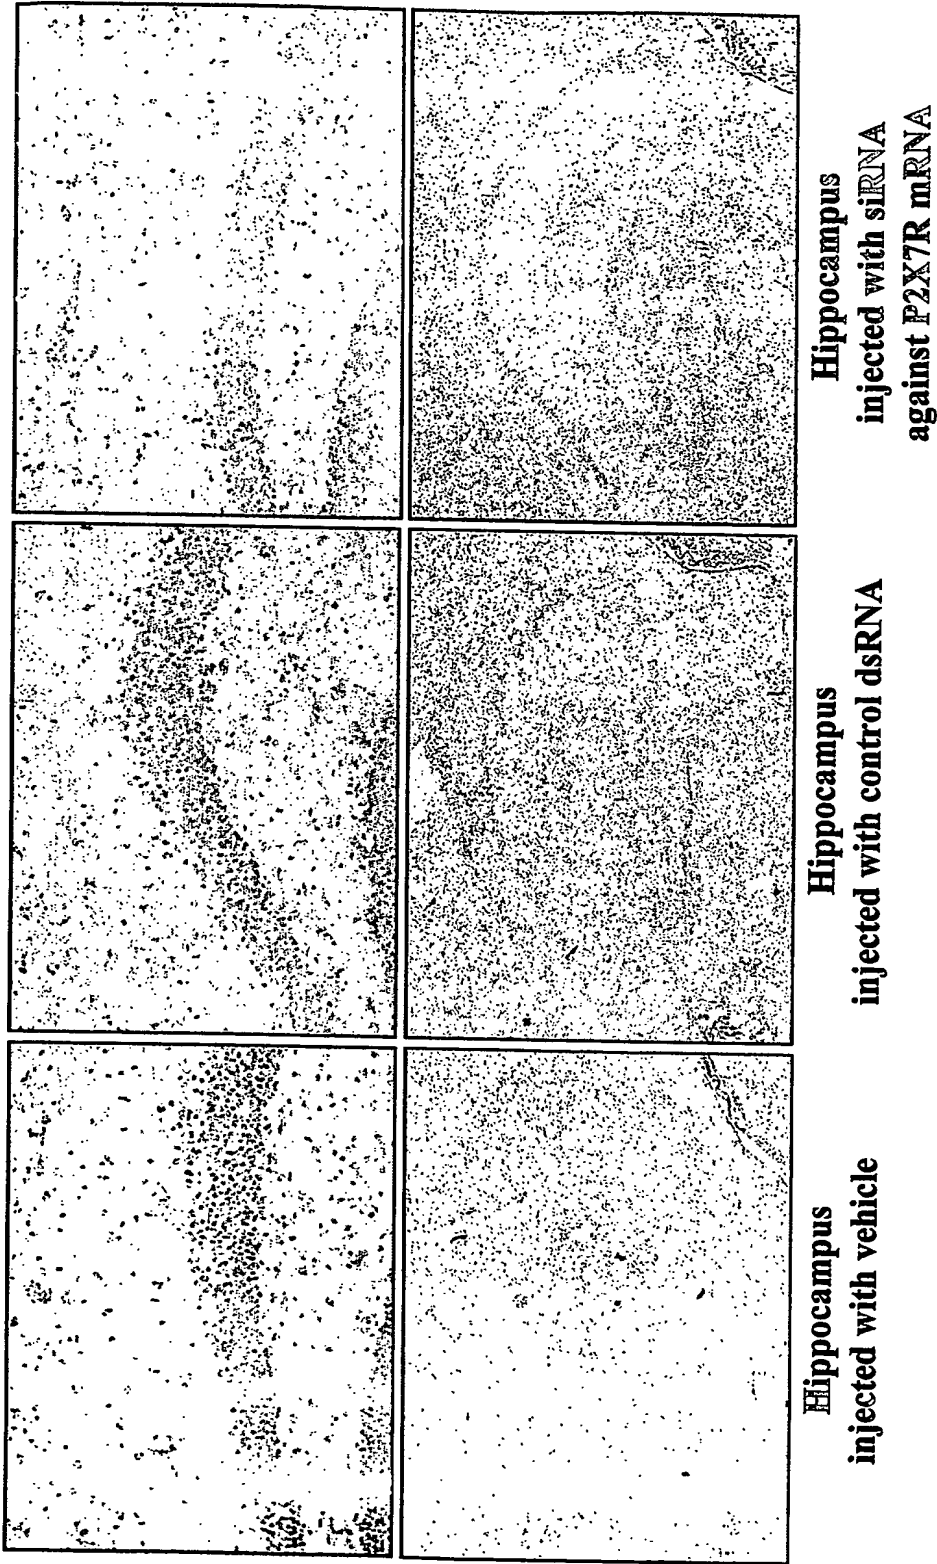 Hippocampus
injected with vehicle
Hippocampus
injected with control dsRNA
Hippocampus
injected with siRNA
against P2X7R mRNA